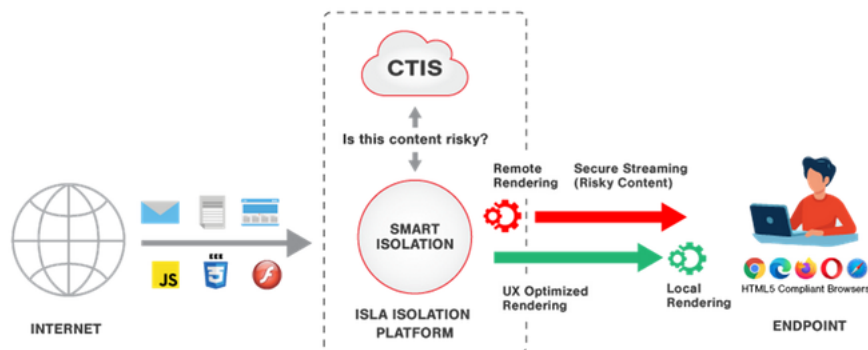 CTIS
Is this content risky?
Remote
Rendering
Secure Streaming
(Risky Content)
SMART
ISOLATION
JS
3
UX Optimized
Rendering
Local
Rendering
HTML5 Compliant Browsers
INTERNET
ISLA ISOLATION
PLATFORM
ENDPOINT